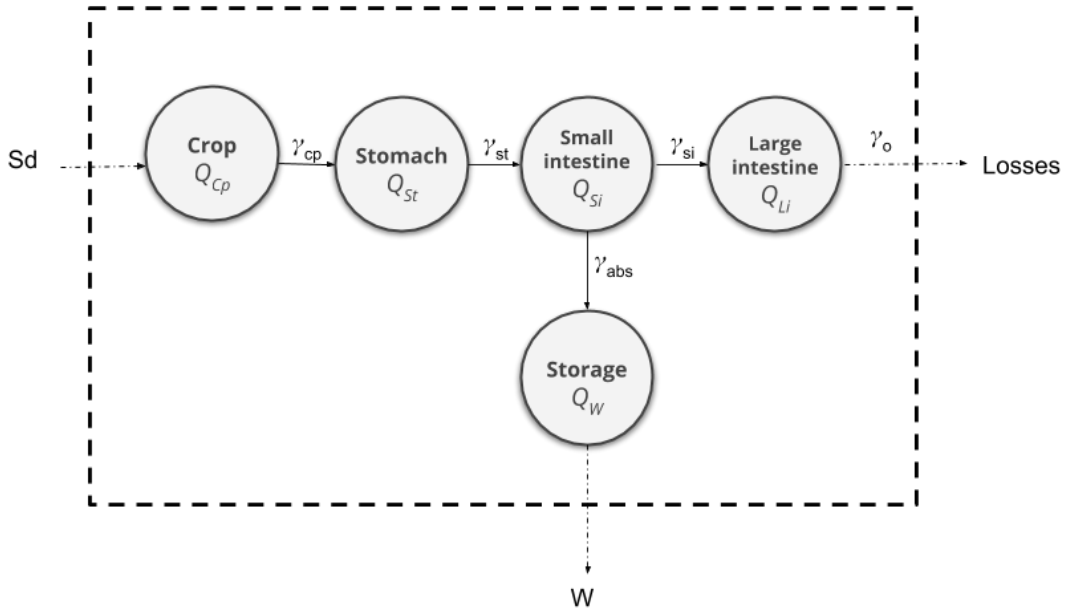 Sd
Crop
Q_Cp
γ_cp
Stomach
Q_St
γ_st
Small
intestine
Q_Si
γ_si
Large
intestine
Q_Li
γ_o
Losses
γ_abs
Storage
Q_W
W